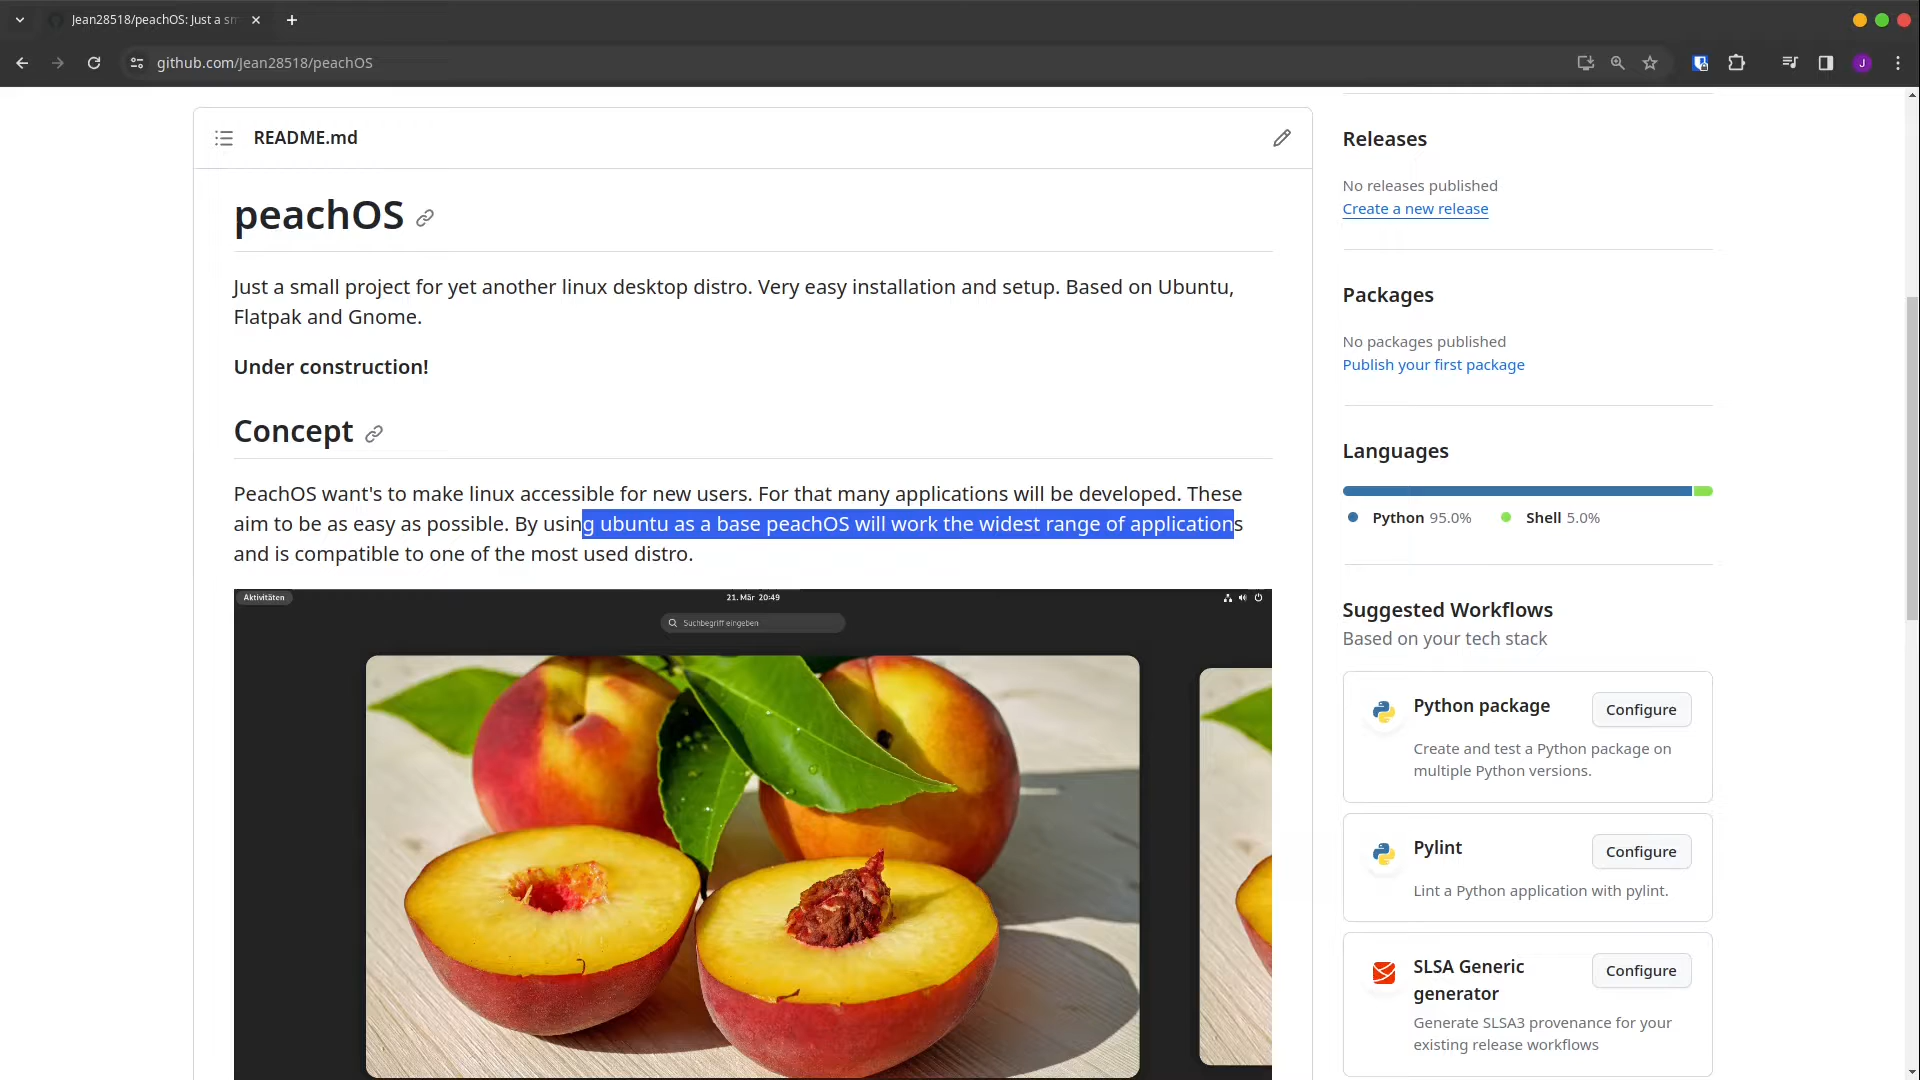 Jean28518/peachOS: Just a sm
github.com/Jean28518/peachOS
J
README.md
peachOS
Just a small project for yet another linux desktop distro. Very easy installation and setup. Based on Ubuntu,
Flatpak and Gnome.
Under construction!
Concept
PeachOS want's to make linux accessible for new users. For that many applications will be developed. These
aim to be as easy as possible. By using ubuntu as a base peachOS will work the widest range of applications
and is compatible to one of the most used distro.
Aktivitäten
21. Mär 20:49
Suchbegriff eingeben
Releases
No releases published
Create a new release
Packages
No packages published
Publish your first package
Languages
Python 95.0%
Shell 5.0%
Suggested Workflows
Based on your tech stack
Python package
Configure
Create and test a Python package on
multiple Python versions.
Pylint
Configure
Lint a Python application with pylint.
SLSA Generic
generator
Configure
Generate SLSA3 provenance for your
existing release workflows